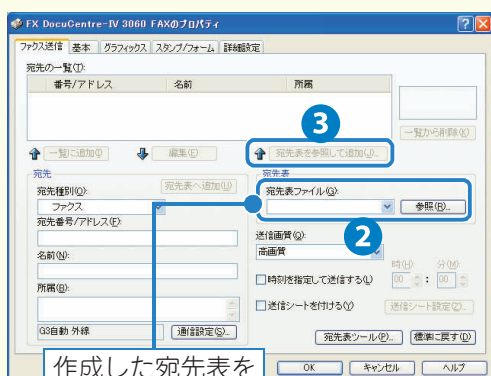 FX DocuCentre-IV 3060 FAXのプロパティ
ファクス送信 基本 グラフィックス スタンプ/フォーム 詳細設定
宛先の一覧(T):
番号/アドレス 名前 所属
3
一覧から削除(K)
一覧に追加(I) 編集(E) 宛先表を参照して追加(J)...
宛先 宛先表
宛先種別(O): 宛先表へ追加(U) 宛先表ファイル(G):
ファクス 参照(R)...
宛先番号/アドレス(F):
2
送信画質(Q):
高画質
名前(N):
時(H): 分(M):
時刻を指定して送信する(L) 00 : 00
所属(B):
送信シートを付ける(Y) 送信シート設定(Z)...
G3自動 外線 通信設定(S)... 宛先表ツール(P)... 標準に戻す(D)
作成した宛先表を
OK キャンセル ヘルプ